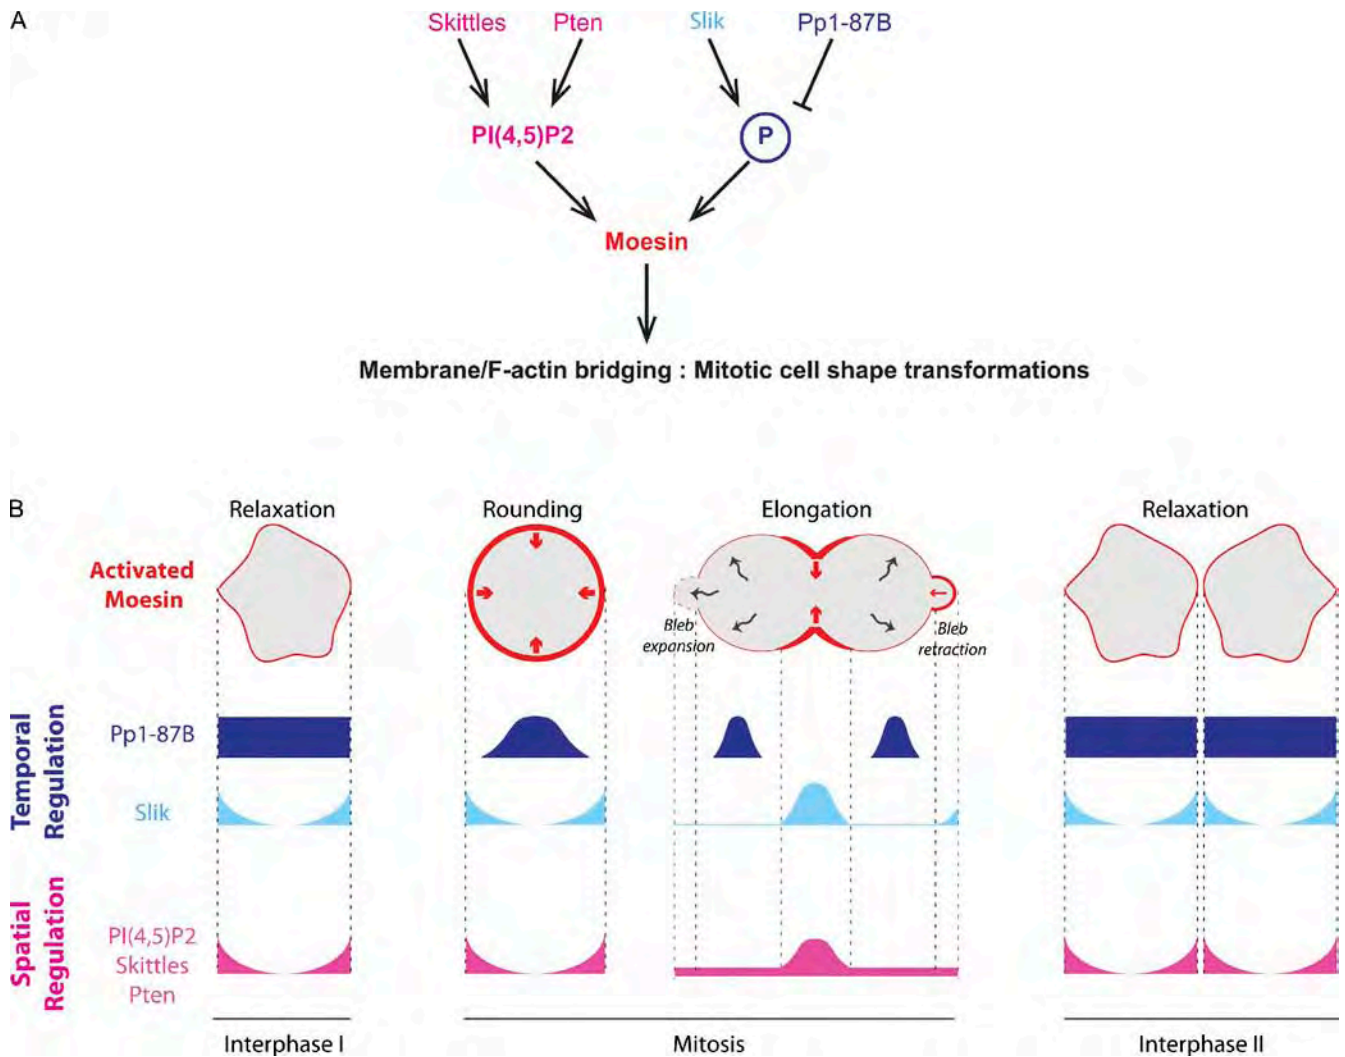 A
Skittles Pten Slik Pp1-87B
PI(4,5)P2 P
Moesin
Membrane/F-actin bridging : Mitotic cell shape transformations
B
Relaxation Rounding Elongation Relaxation
Activated
Moesin
Bleb
expansion
Bleb
retraction
Temporal
Regulation
Pp1-87B
Slik
Spatial
Regulation
PI(4,5)P2
Skittles
Pten
Interphase I Mitosis Interphase II